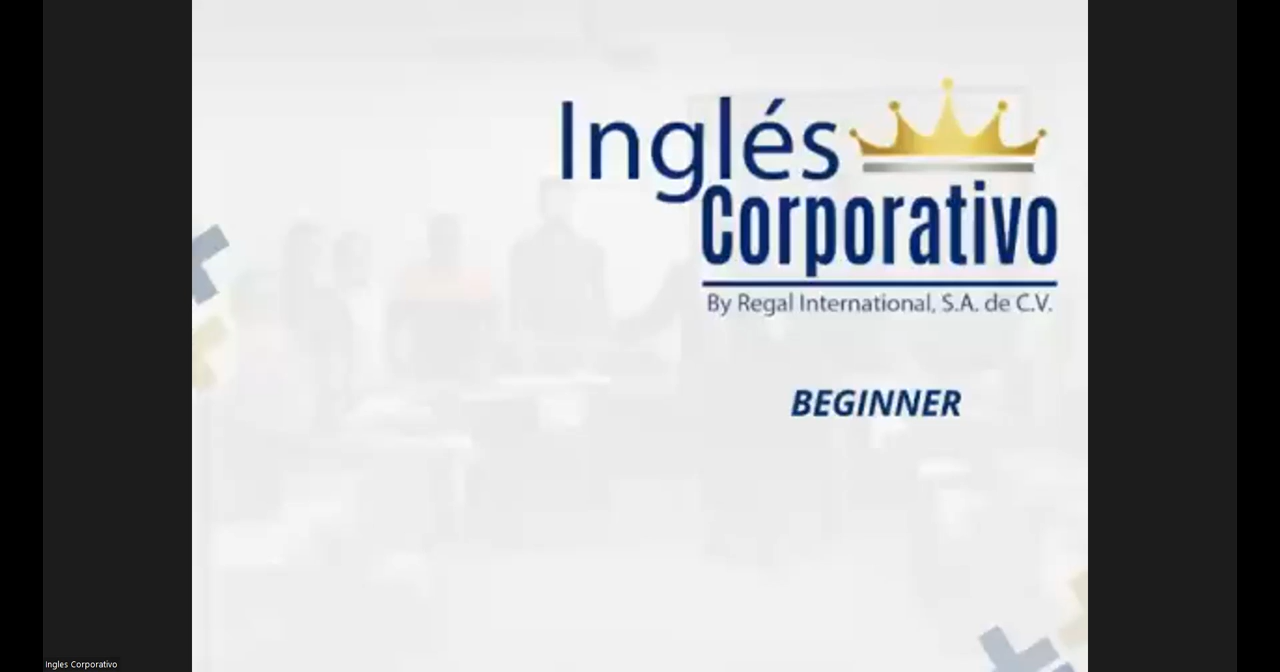 Inglés
Corporativo
By Regal International, S.A. de C.V.
BEGINNER
Ingles Corporativo